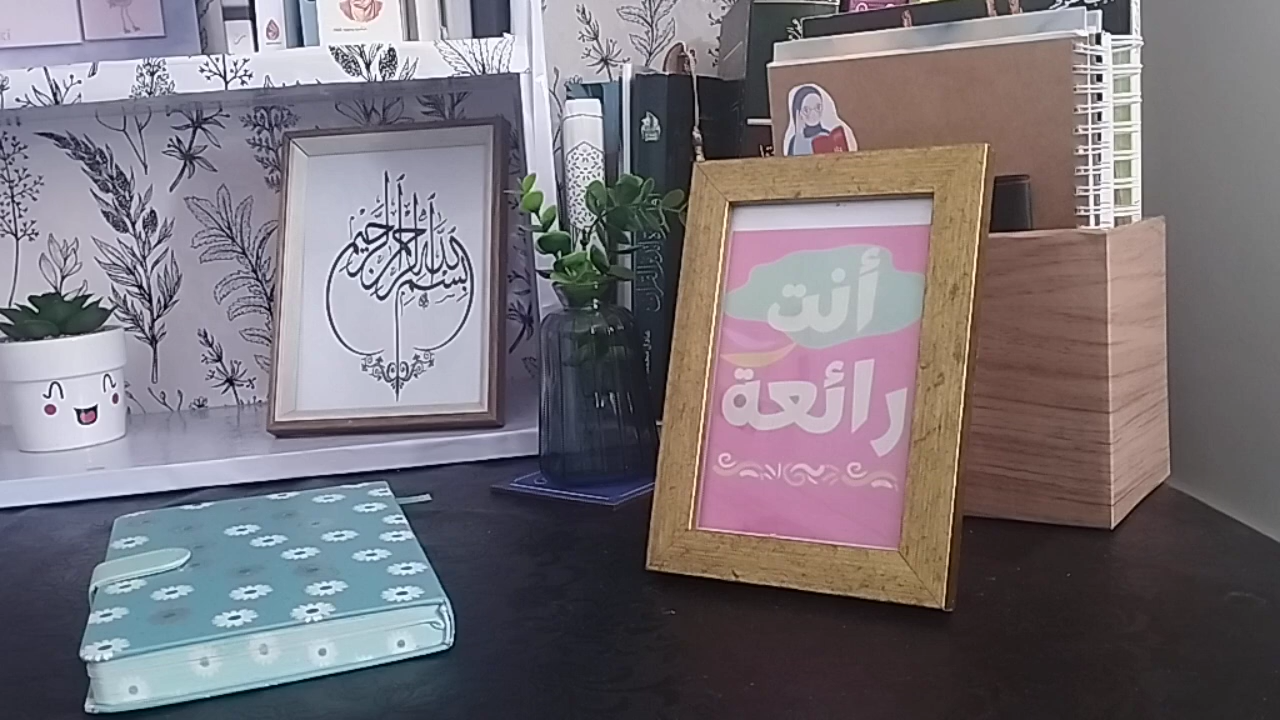 بسم الله الرحمن الرحيم
أنت
رائعة